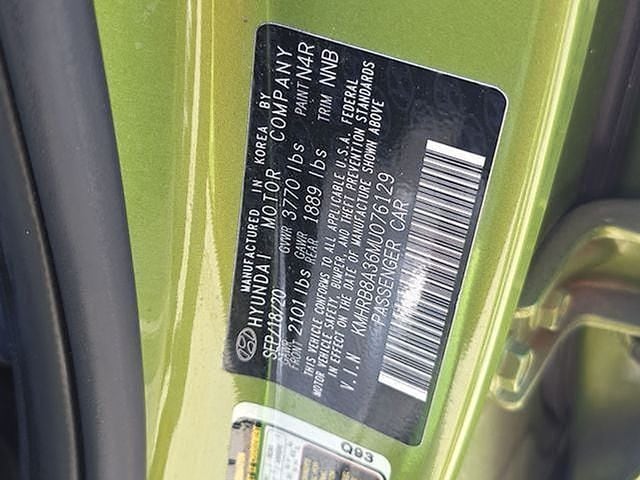 MANUFACTURED IN KOREA BY
HYUNDAI MOTOR COMPANY
SEP/18/20 GVWR 3770 lbs PAINT N4R
FRONT 2101 lbs GAWR REAR 1889 lbs TRIM NNB
THIS VEHICLE CONFORMS TO ALL APPLICABLE U.S.A. FEDERAL
MOTOR VEHICLE SAFETY, BUMPER, AND THEFT PREVENTION STANDARDS
IN EFFECT ON THE DATE OF MANUFACTURE SHOWN ABOVE
V.I.N KMHRB8A36MU076129
PASSENGER CAR
Q93